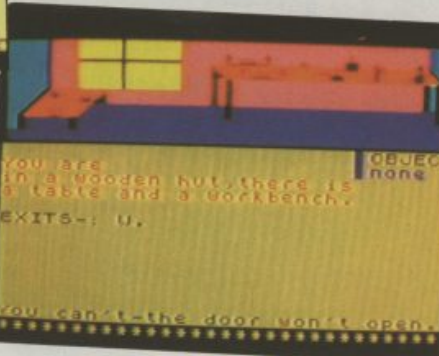 You are
in a wooden hut,there is
a table and a workbench.
OBJEC
none
EXITS-: W.
You can't-the door won't open.
*****************************